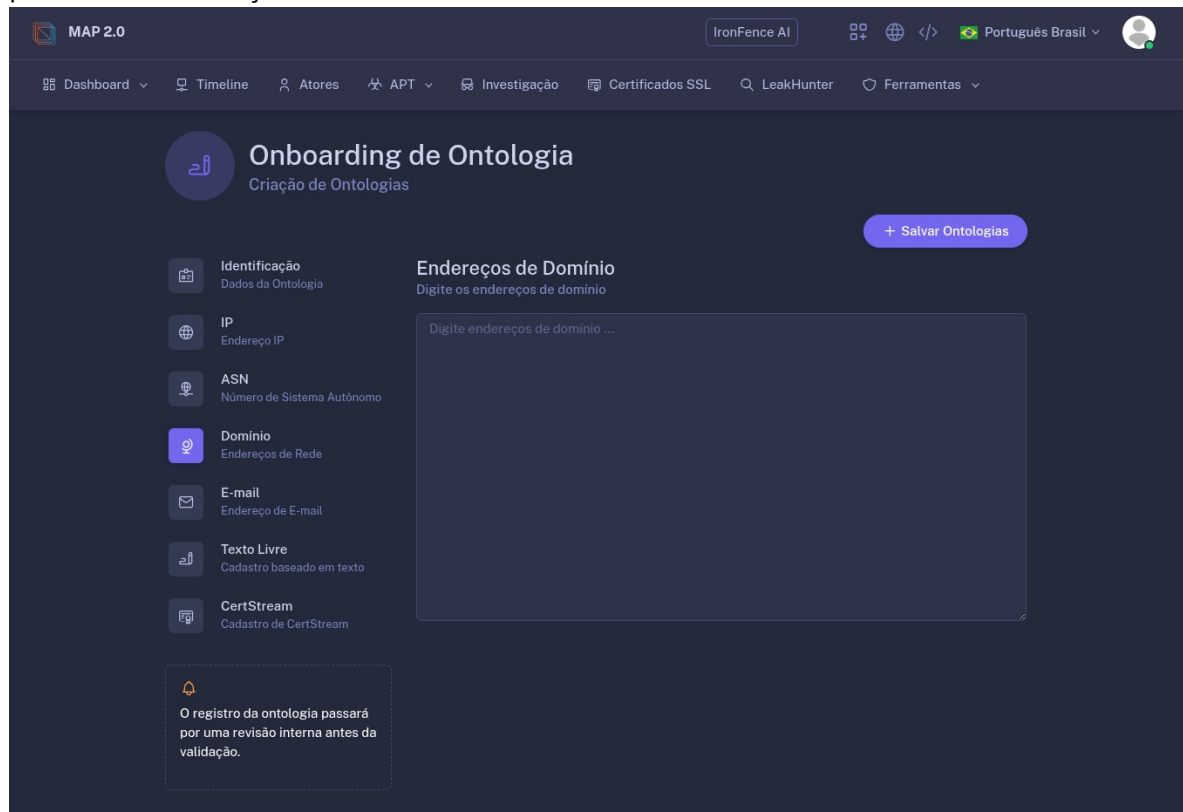 MAP 2.0
IronFence AI
</>
Português Brasil
Dashboard
Timeline
Atores
APT
Investigação
Certificados SSL
LeakHunter
Ferramentas
Onboarding de Ontologia
Criação de Ontologias
+ Salvar Ontologias
Identificação
Dados da Ontologia
IP
Endereço IP
ASN
Número de Sistema Autônomo
Domínio
Endereços de Rede
E-mail
Endereço de E-mail
Texto Livre
Cadastro baseado em texto
CertStream
Cadastro de CertStream
Endereços de Domínio
Digite os endereços de domínio
Digite endereços de domínio ...
O registro da ontologia passará
por uma revisão interna antes da
validação.